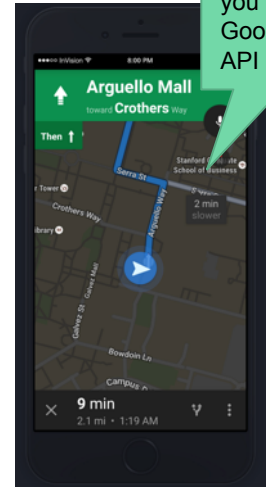 you
Goo
API
InVision
8:00 PM
Arguello Mall
toward Crothers Way
Then
Stanford
School of Business
Serra St
Tower
2 min
slower
Crothers Way
Arguello Way
Galvez Mall
Galvez St
Bowdoin Ln
Campus
9 min
2.1 mi • 1:19 AM